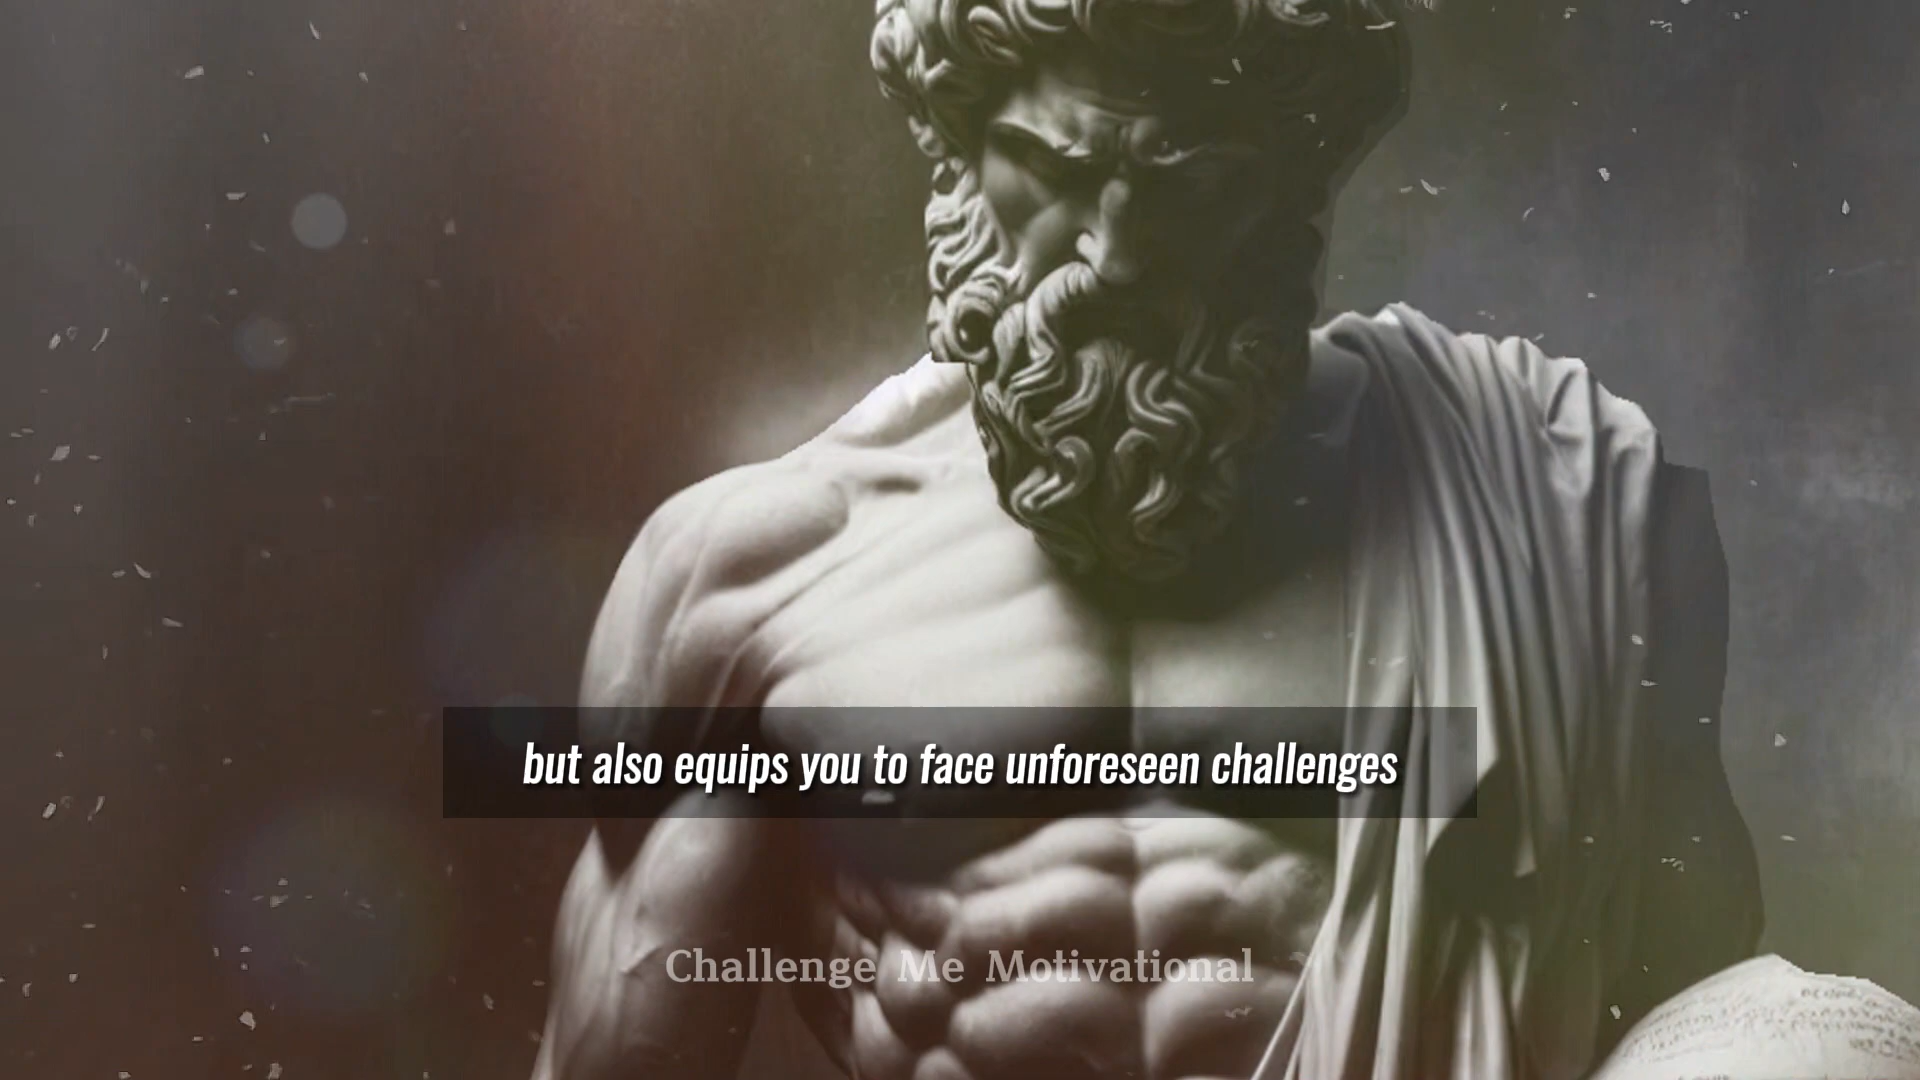 but also equips you to face unforeseen challenges
Challenge Me Motivational